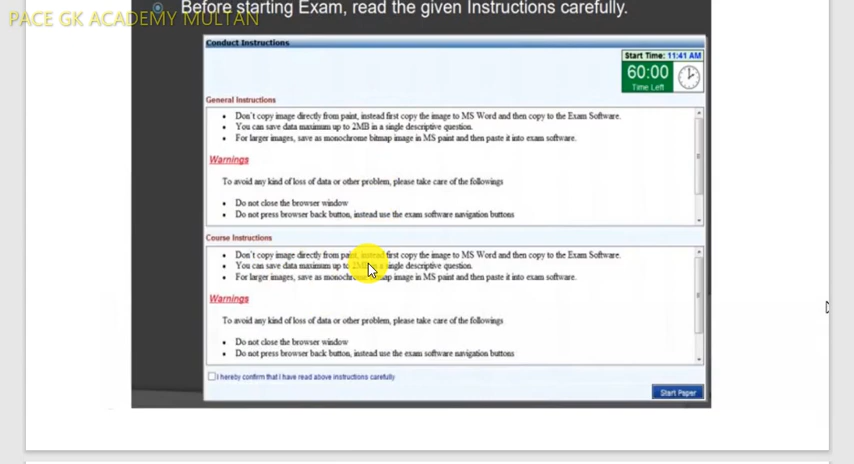 Before starting Exam, read the given Instructions carefully.
PACE GK ACADEMY MULTAN
Conduct Instructions
Start Time: 11:41 AM
60:00
Time Left
General Instructions
Don't copy image directly from paint, instead first copy the image to MS Word and then copy to the Exam Software.
You can save data maximum up to 2MB in a single descriptive question.
For larger images, save as monochrome bitmap image in MS paint and then paste it into exam software.
Warnings
To avoid any kind of loss of data or other problem, please take care of the followings
Do not close the browser window
Do not press browser back button, instead use the exam software navigation buttons
Course Instructions
Don't copy image directly from paint, instead first copy the image to MS Word and then copy to the Exam Software.
You can save data maximum up to 2MB in a single descriptive question.
For larger images, save as monochrome bitmap image in MS paint and then paste it into exam software.
Warnings
To avoid any kind of loss of data or other problem, please take care of the followings
Do not close the browser window
Do not press browser back button, instead use the exam software navigation buttons
I hereby confirm that I have read above instructions carefully
Start Paper